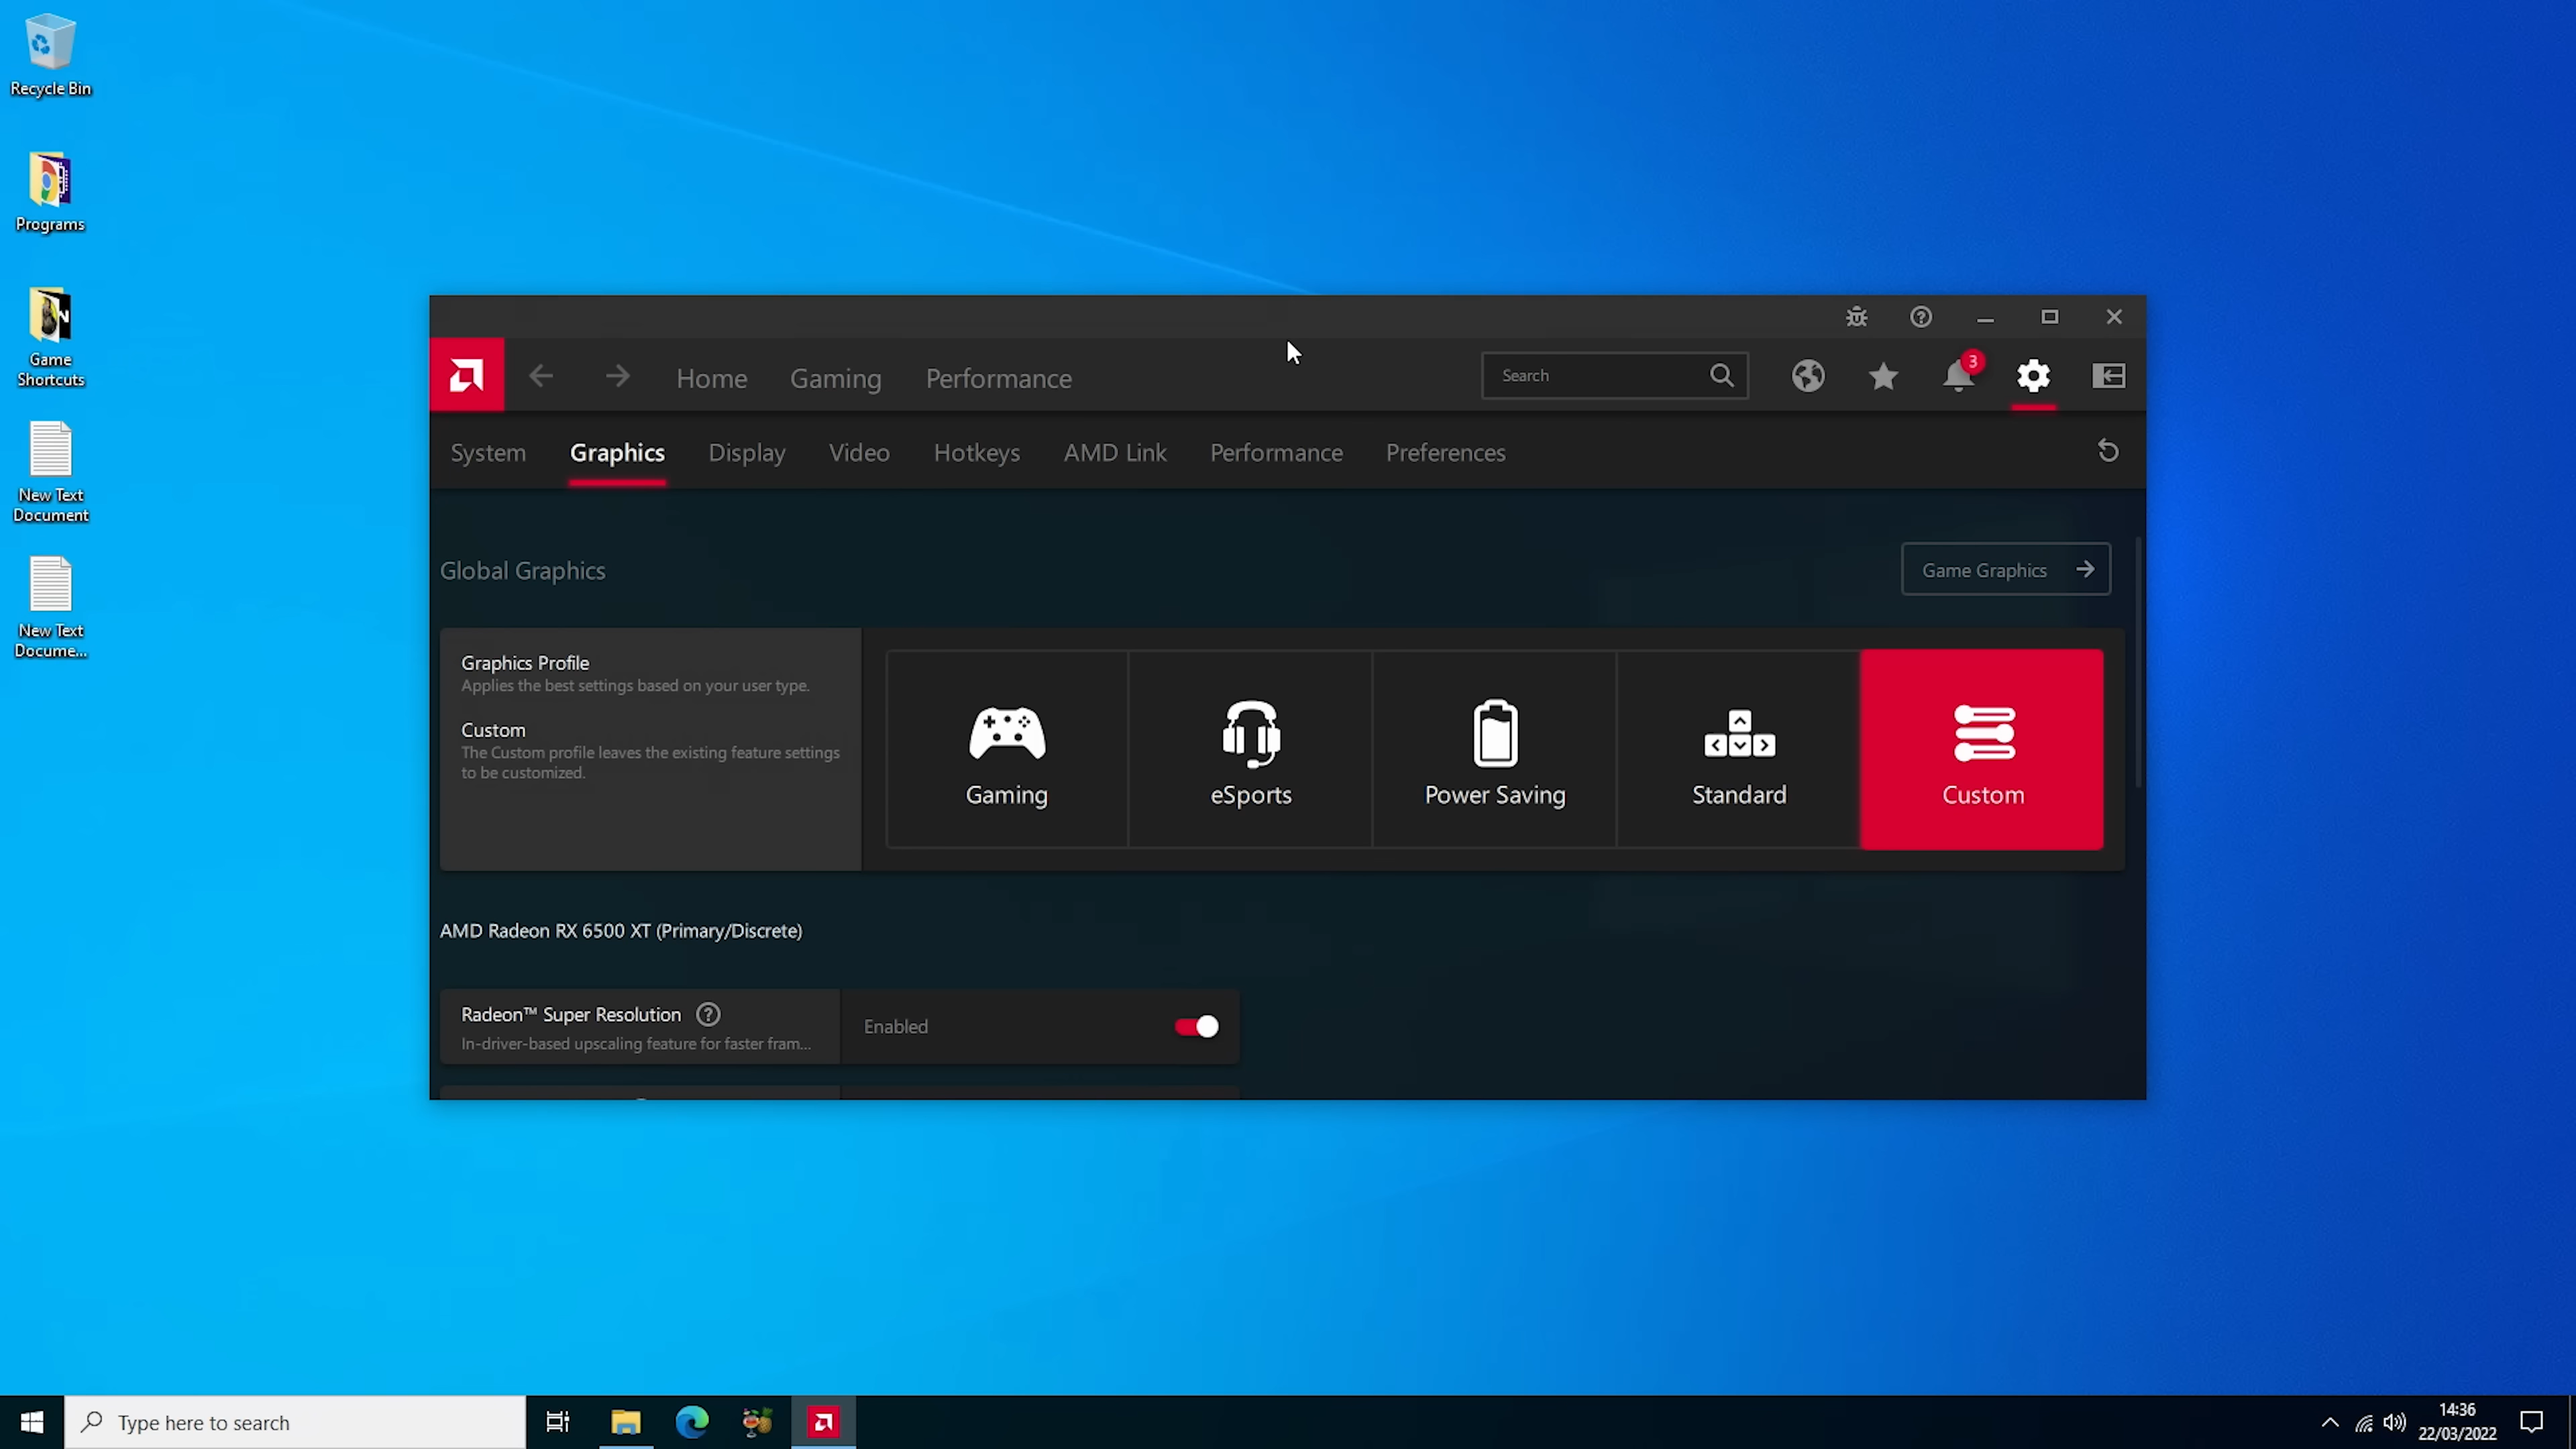 Recycle Bin
Programs
Game
Shortcuts
New Text
Document
New Text
Docume...
Home
Gaming
Performance
Search
3
System
Graphics
Display
Video
Hotkeys
AMD Link
Performance
Preferences
Global Graphics
Game Graphics
Graphics Profile
Applies the best settings based on your user type.
Custom
The Custom profile leaves the existing feature settings
to be customized.
Gaming
eSports
Power Saving
Standard
Custom
AMD Radeon RX 6500 XT (Primary/Discrete)
Radeon™ Super Resolution
In-driver-based upscaling feature for faster fram...
Enabled
Type here to search
14:36
22/03/2022